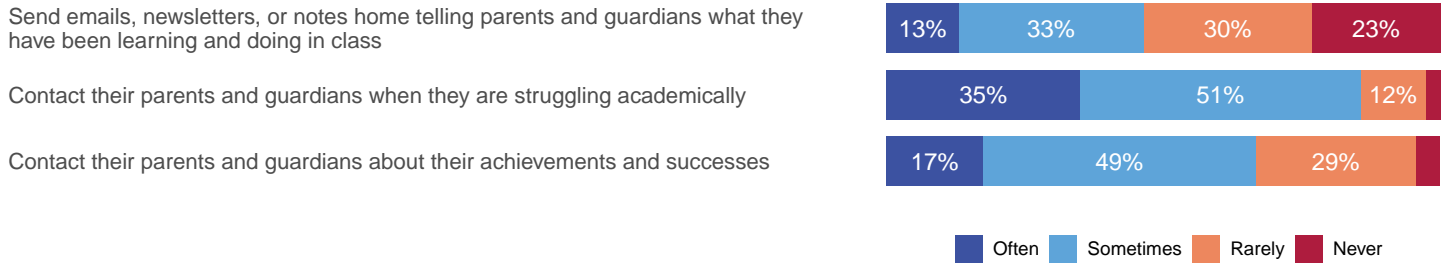 Send emails, newsletters, or notes home telling parents and guardians what they
have been learning and doing in class
13% 33% 30% 23%
Contact their parents and guardians when they are struggling academically
35% 51% 12%
Contact their parents and guardians about their achievements and successes
17% 49% 29%
Often Sometimes Rarely Never